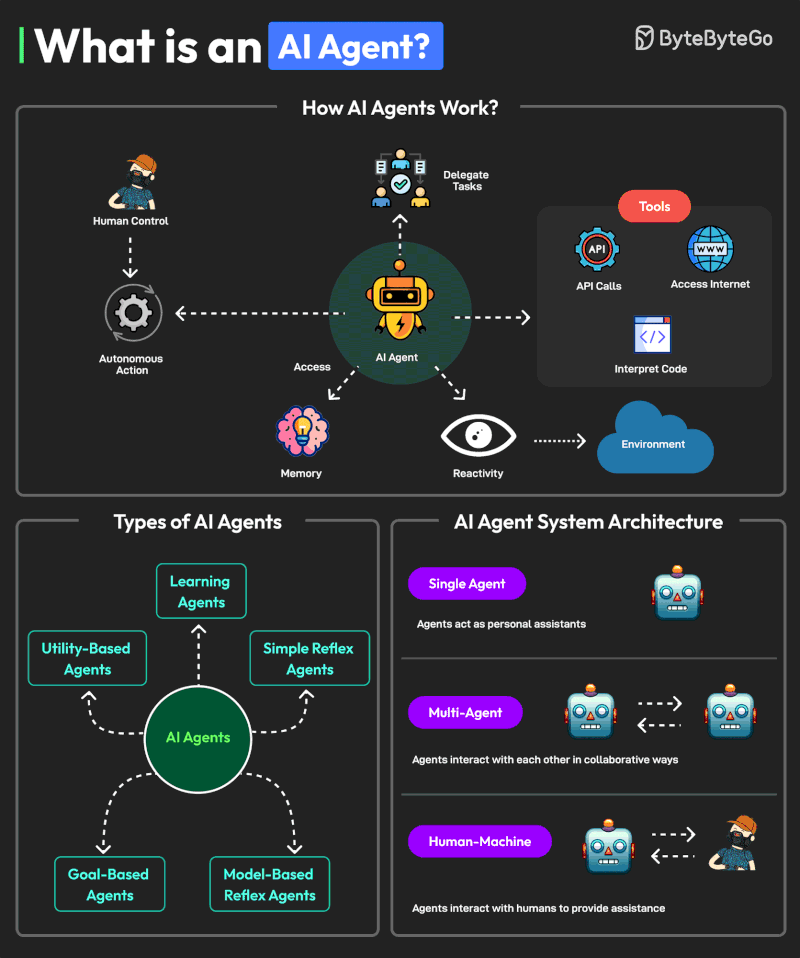 What is an AI Agent?
ByteByteGo
How AI Agents Work?
Human Control
Delegate
Tasks
Tools
API
API Calls
WWW
Access Internet
</>
Interpret Code
Autonomous
Action
AI Agent
Access
Memory
Reactivity
Environment
Types of AI Agents
Learning
Agents
Utility-Based
Agents
Simple Reflex
Agents
AI Agents
Goal-Based
Agents
Model-Based
Reflex Agents
AI Agent System Architecture
Single Agent
Agents act as personal assistants
Multi-Agent
Agents interact with each other in collaborative ways
Human-Machine
Agents interact with humans to provide assistance